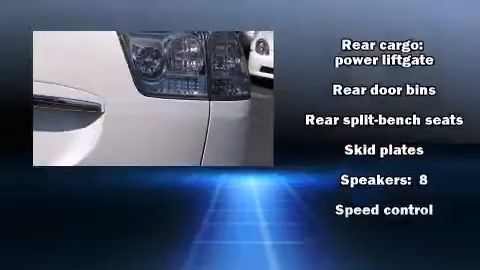 Rear cargo:
power liftgate
Rear door bins
Rear split-bench seats
Skid plates
Speakers: 8
Speed control